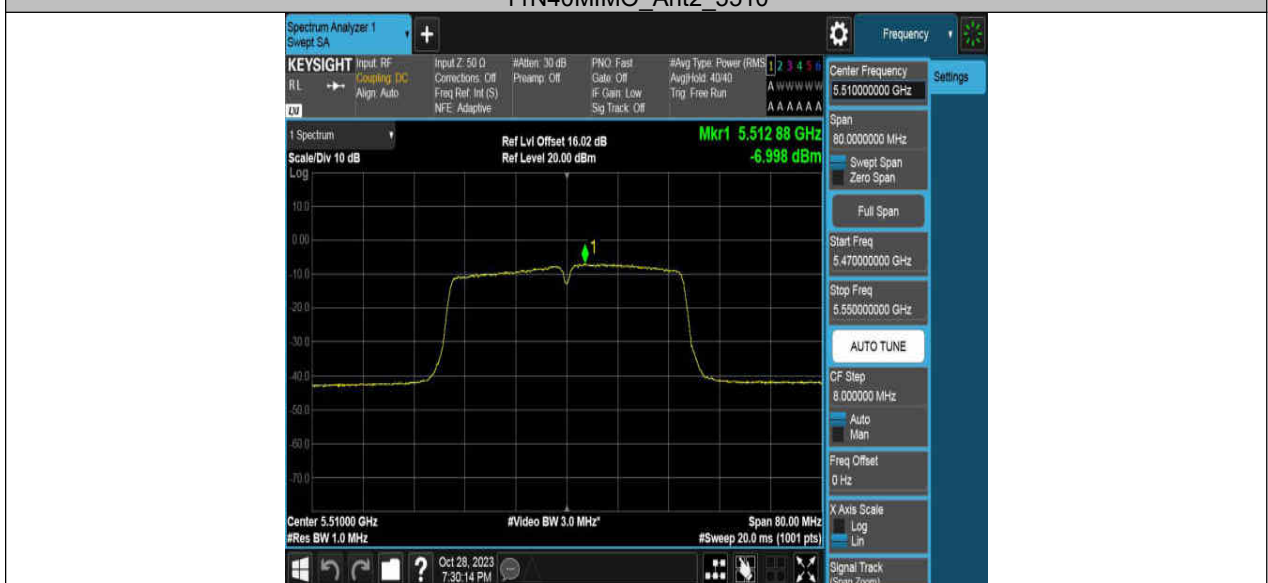 11N40MIMO_Ant2_5510
Spectrum Analyzer 1
Swept SA
+
Frequency
KEYSIGHT
RL
LXI
Input: RF
Coupling: DC
Align: Auto
Input Z: 50 Ω
Corrections: Off
Freq Ref: Int (S)
NFE: Adaptive
#Atten: 30 dB
Preamp: Off
PNO: Fast
Gate: Off
IF Gain: Low
Sig Track: Off
#Avg Type: Power (RMS
Avg|Hold: 40/40
Trig: Free Run
1 2 3 4 5 6
A W W W W W
A A A A A A
Center Frequency
5.510000000 GHz
Settings
Span
80.0000000 MHz
Swept Span
Zero Span
Full Span
Start Freq
5.470000000 GHz
Stop Freq
5.550000000 GHz
AUTO TUNE
CF Step
8.000000 MHz
Auto
Man
Freq Offset
0 Hz
X Axis Scale
Log
Lin
Signal Track
(Span Zoom)
1 Spectrum
Scale/Div 10 dB
Ref Lvl Offset 16.02 dB
Ref Level 20.00 dBm
Mkr1 5.512 88 GHz
-6.998 dBm
Log
10.0
0.00
-10.0
-20.0
-30.0
-40.0
-50.0
-60.0
-70.0
1
Center 5.51000 GHz
#Video BW 3.0 MHz*
Span 80.00 MHz
#Res BW 1.0 MHz
#Sweep 20.0 ms (1001 pts)
?
Oct 28, 2023
7:30:14 PM